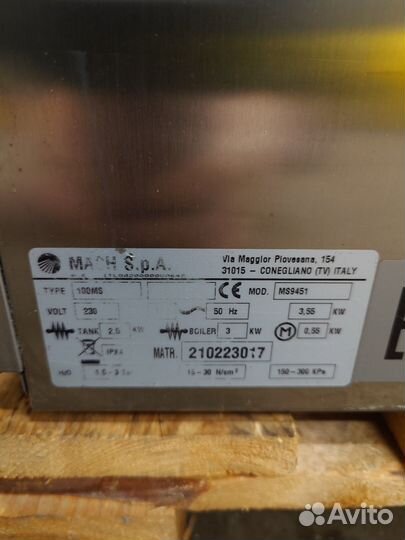 MACH S.p.A. Via Maggior Piovesana, 154
31015 - CONEGLIANO (TV) ITALY
TYPE 100MS CE MOD. MS9451
VOLT 230 50 Hz 3,55 KW
TANK 2,5 KW BOILER 3 KW M 0,55 KW
IPX4 MATR. 210223017
H2O 15-30 N/cm² 150-300 KPa
Avito